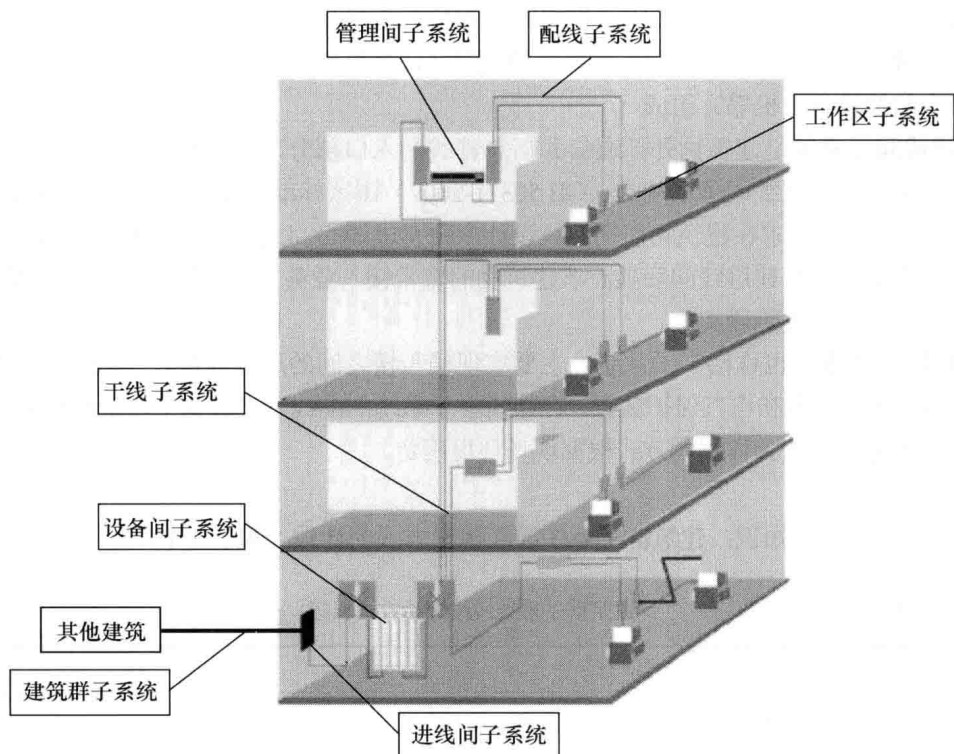 管理间子系统
配线子系统
工作区子系统
干线子系统
设备间子系统
其他建筑
建筑群子系统
进线间子系统